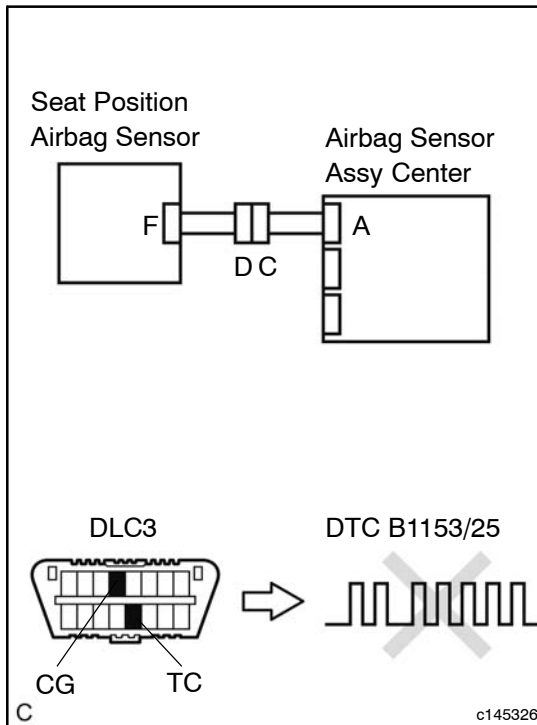 Seat Position
Airbag Sensor
Airbag Sensor
Assy Center
F
D C
A
DLC3
DTC B1153/25
CG
TC
C
c145326